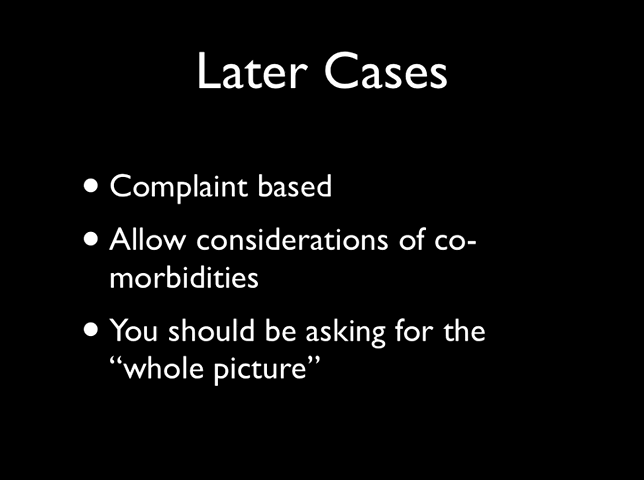 Later Cases
• Complaint based
• Allow considerations of co-
morbidities
• You should be asking for the
“whole picture”